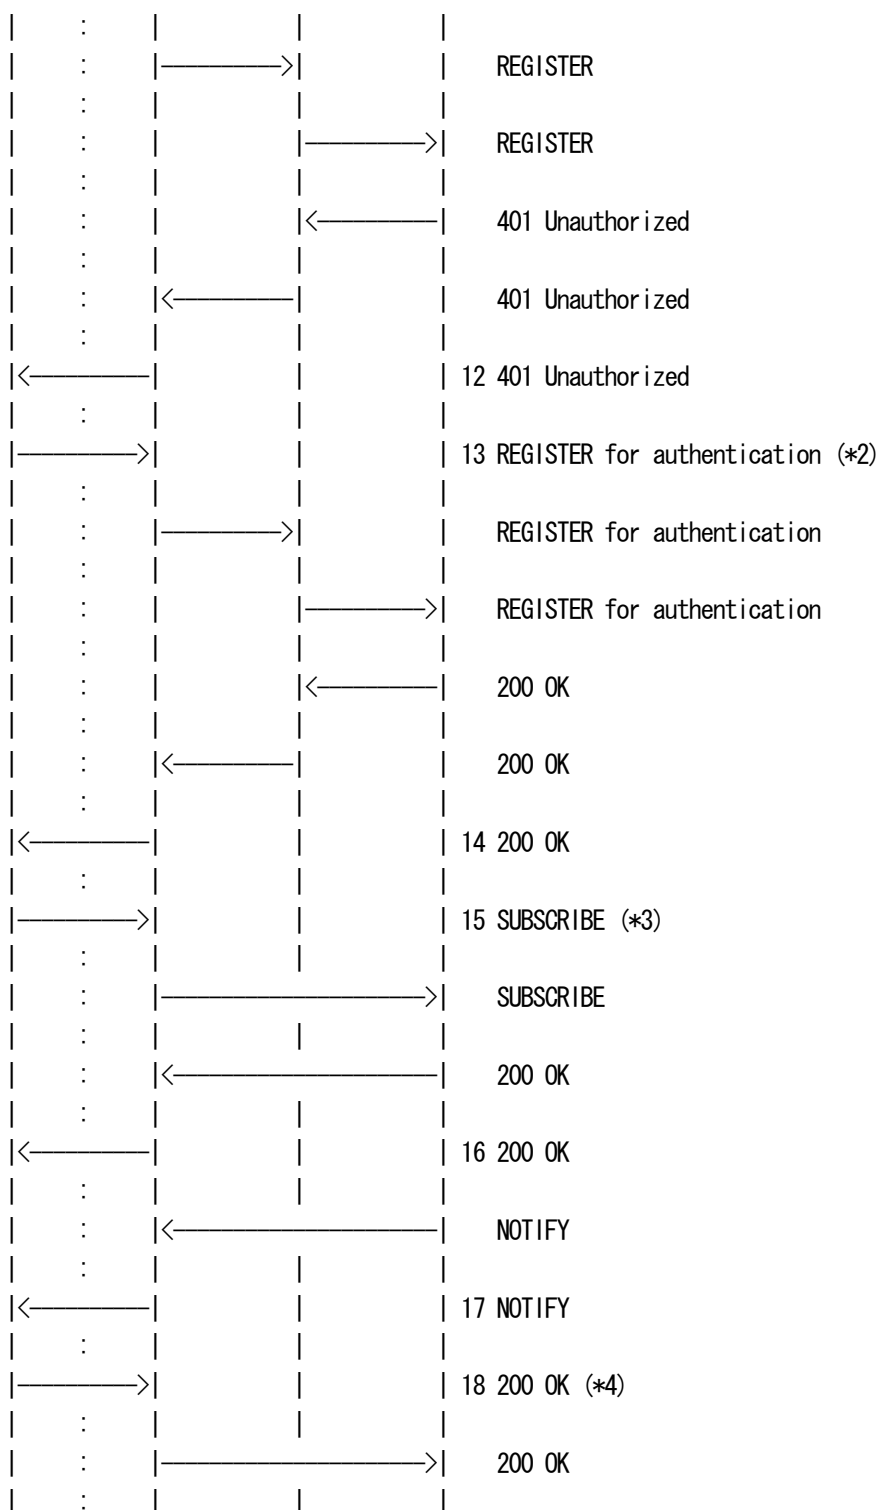 REGISTER
REGISTER
401 Unauthorized
401 Unauthorized
12 401 Unauthorized
13 REGISTER for authentication (*2)
REGISTER for authentication
REGISTER for authentication
200 OK
200 OK
14 200 OK
15 SUBSCRIBE (*3)
SUBSCRIBE
200 OK
16 200 OK
NOTIFY
17 NOTIFY
18 200 OK (*4)
200 OK